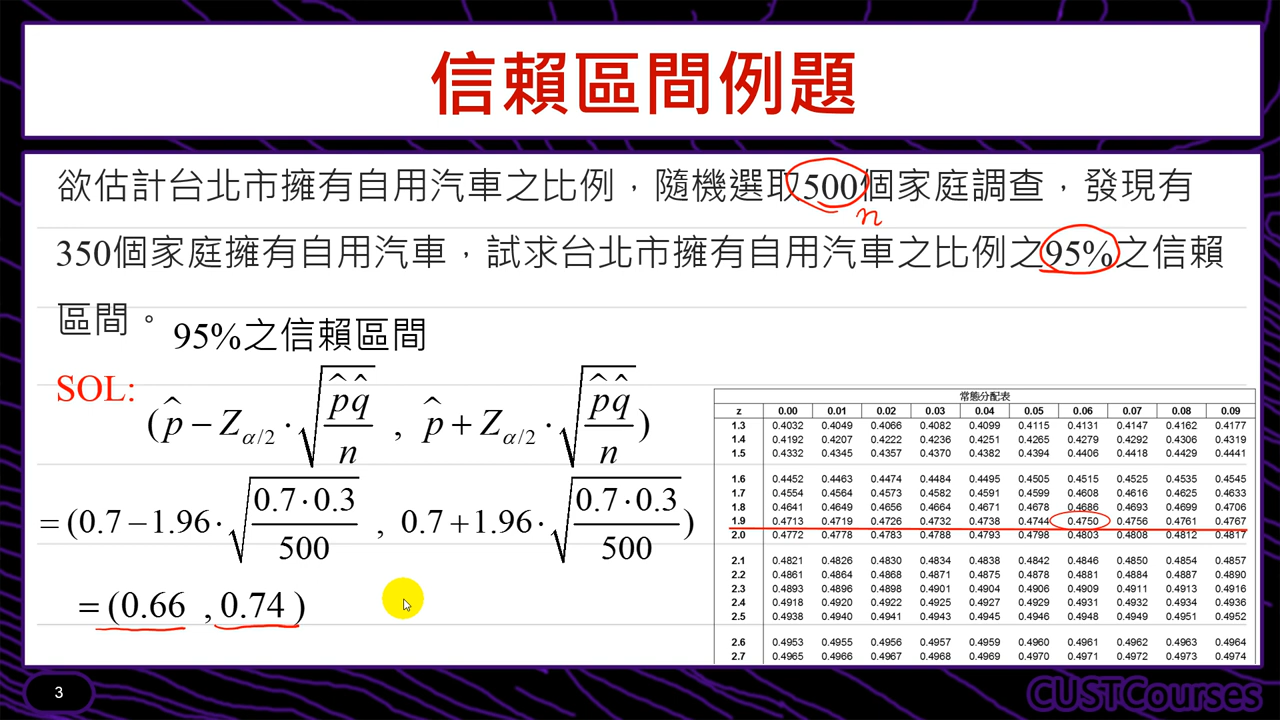 信賴區間例題
欲估計台北市擁有自用汽車之比例，隨機選取500個家庭調查，發現有
n
350個家庭擁有自用汽車，試求台北市擁有自用汽車之比例之95%之信賴
區間。
95%之信賴區間
SOL:
(p̂ − Z_{α/2} · √(p̂q̂/n) , p̂ + Z_{α/2} · √(p̂q̂/n))
= (0.7 − 1.96 · √(0.7 · 0.3/500) , 0.7 + 1.96 · √(0.7 · 0.3/500))
= (0.66 , 0.74 )
常態分配表
z 0.00 0.01 0.02 0.03 0.04 0.05 0.06 0.07 0.08 0.09
1.3 0.4032 0.4049 0.4066 0.4082 0.4099 0.4115 0.4131 0.4147 0.4162 0.4177
1.4 0.4192 0.4207 0.4222 0.4236 0.4251 0.4265 0.4279 0.4292 0.4306 0.4319
1.5 0.4332 0.4345 0.4357 0.4370 0.4382 0.4394 0.4406 0.4418 0.4429 0.4441
1.6 0.4452 0.4463 0.4474 0.4484 0.4495 0.4505 0.4515 0.4525 0.4535 0.4545
1.7 0.4554 0.4564 0.4573 0.4582 0.4591 0.4599 0.4608 0.4616 0.4625 0.4633
1.8 0.4641 0.4649 0.4656 0.4664 0.4671 0.4678 0.4686 0.4693 0.4699 0.4706
1.9 0.4713 0.4719 0.4726 0.4732 0.4738 0.4744 0.4750 0.4756 0.4761 0.4767
2.0 0.4772 0.4778 0.4783 0.4788 0.4793 0.4798 0.4803 0.4808 0.4812 0.4817
2.1 0.4821 0.4826 0.4830 0.4834 0.4838 0.4842 0.4846 0.4850 0.4854 0.4857
2.2 0.4861 0.4864 0.4868 0.4871 0.4875 0.4878 0.4881 0.4884 0.4887 0.4890
2.3 0.4893 0.4896 0.4898 0.4901 0.4904 0.4906 0.4909 0.4911 0.4913 0.4916
2.4 0.4918 0.4920 0.4922 0.4925 0.4927 0.4929 0.4931 0.4932 0.4934 0.4936
2.5 0.4938 0.4940 0.4941 0.4943 0.4945 0.4946 0.4948 0.4949 0.4951 0.4952
2.6 0.4953 0.4955 0.4956 0.4957 0.4959 0.4960 0.4961 0.4962 0.4963 0.4964
2.7 0.4965 0.4966 0.4967 0.4968 0.4969 0.4970 0.4971 0.4972 0.4973 0.4974
3
CUSTCourses